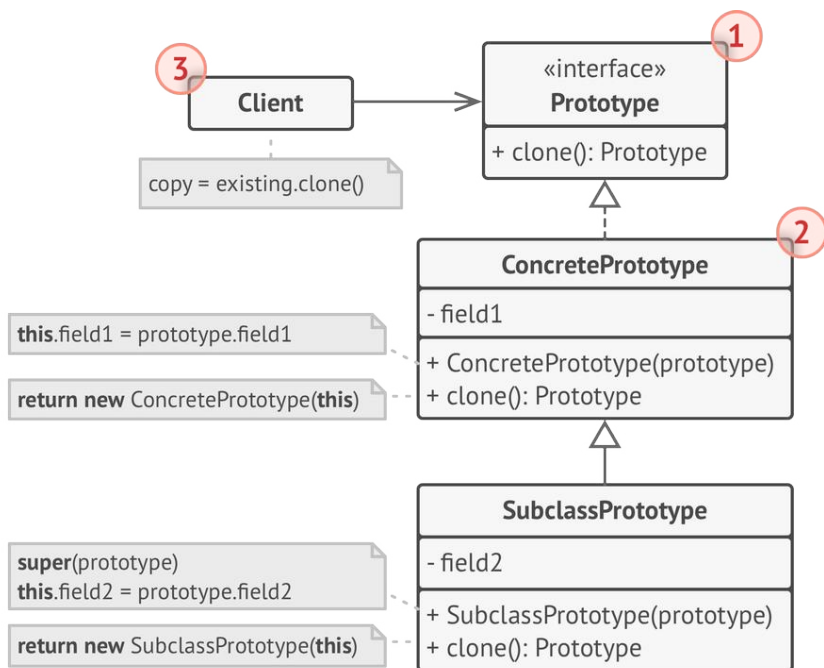 1
«interface»
Prototype
+ clone(): Prototype
3
Client
copy = existing.clone()
2
ConcretePrototype
- field1
+ ConcretePrototype(prototype)
+ clone(): Prototype
this.field1 = prototype.field1
return new ConcretePrototype(this)
SubclassPrototype
- field2
+ SubclassPrototype(prototype)
+ clone(): Prototype
super(prototype)
this.field2 = prototype.field2
return new SubclassPrototype(this)